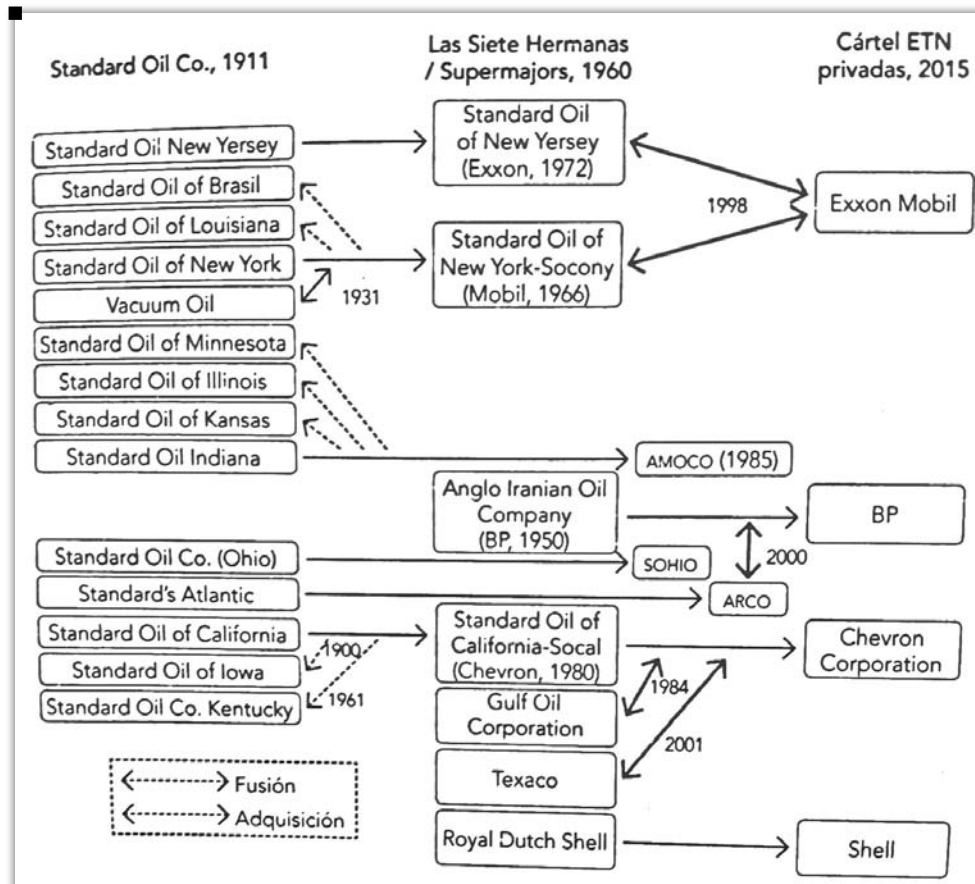 Standard Oil Co., 1911
Las Siete Hermanas
/ Supermajors, 1960
Cártel ETN
privadas, 2015
Standard Oil New Yersey
Standard Oil of Brasil
Standard Oil of Louisiana
Standard Oil of New York
Vacuum Oil
Standard Oil of Minnesota
Standard Oil of Illinois
Standard Oil of Kansas
Standard Oil Indiana
1931
Standard Oil
of New Yersey
(Exxon, 1972)
Standard Oil of
New York-Socony
(Mobil, 1966)
1998
Exxon Mobil
AMOCO (1985)
Anglo Iranian Oil
Company
(BP, 1950)
BP
2000
Standard Oil Co. (Ohio)
Standard's Atlantic
Standard Oil of California
Standard Oil of Iowa
Standard Oil Co. Kentucky
1900
1961
SOHIO
ARCO
Standard Oil of
California-Socal
(Chevron, 1980)
Gulf Oil
Corporation
Texaco
Royal Dutch Shell
1984
2001
Chevron
Corporation
Shell
Fusión
Adquisición